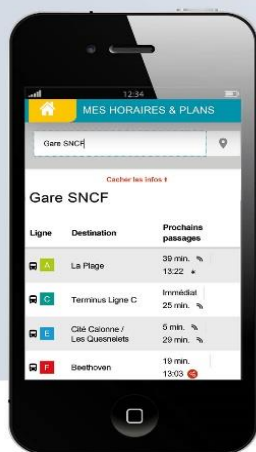 12:34
MES HORAIRES & PLANS
Gare SNCF
Cacher les infos
Gare SNCF
Ligne Destination Prochains passages
A La Plage 39 min.
13:22
C Terminus Ligne C Immédiat
25 min.
E Cité Calonne / 5 min.
Les Quesnelets 29 min.
F Beethoven 19 min.
13:03